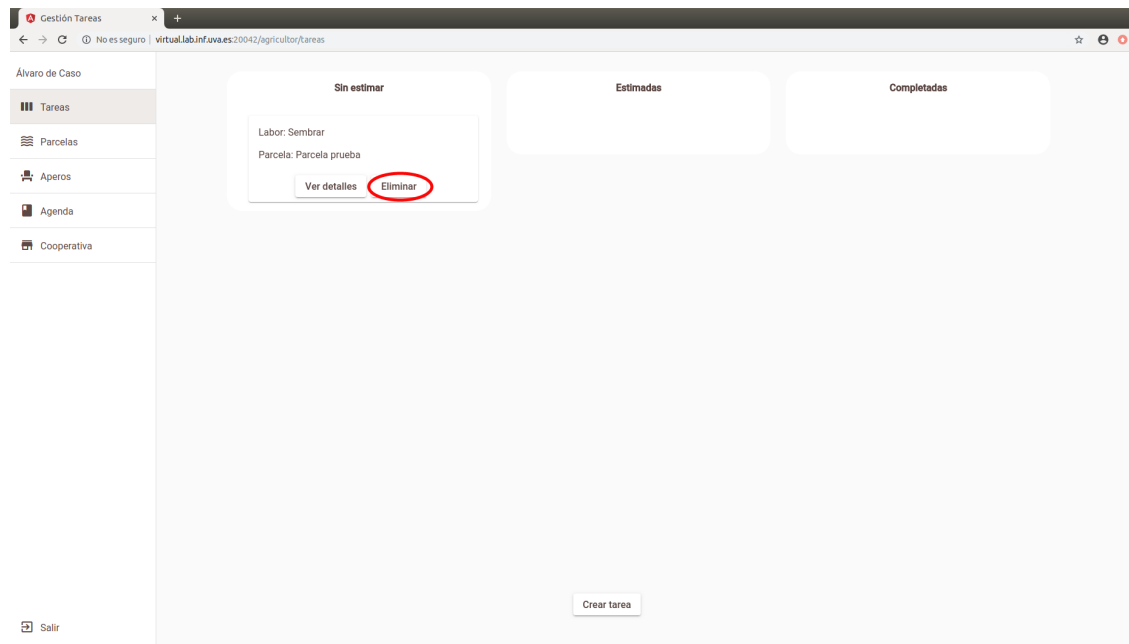 Gestión Tareas
No es seguro | virtual.lab.inf.uva.es:20042/agricultor/tareas
Álvaro de Caso
Tareas
Parcelas
Aperos
Agenda
Cooperativa
Salir
Sin estimar
Labor: Sembrar
Parcela: Parcela prueba
Ver detalles Eliminar
Estimadas
Completadas
Crear tarea